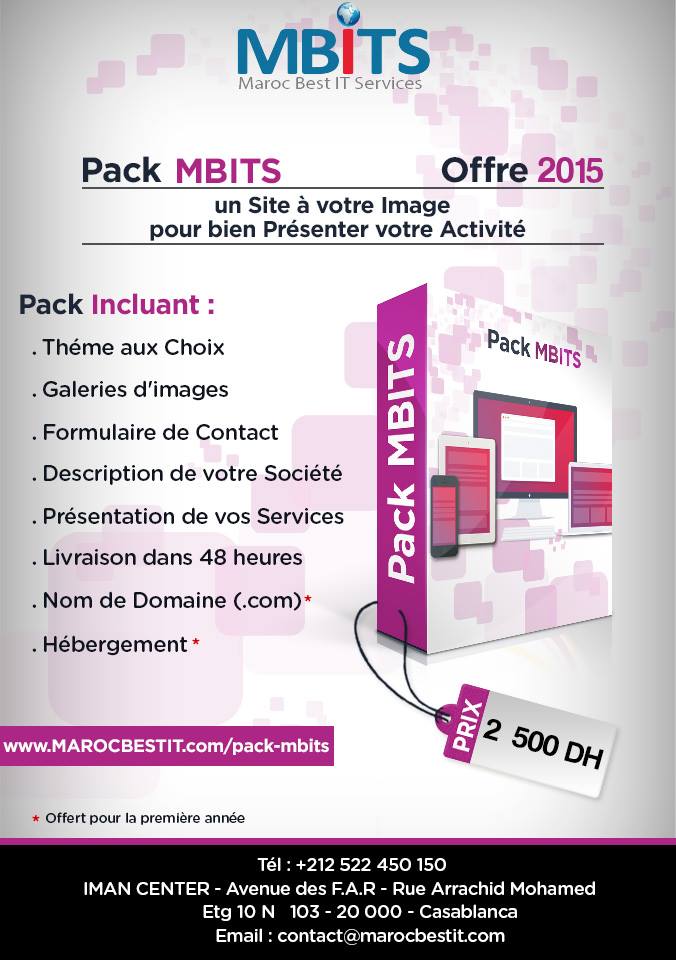 MBITS
Maroc Best IT Services
Pack MBITS Offre 2015
un Site à votre Image
pour bien Présenter votre Activité
Pack Incluant :
. Théme aux Choix
. Galeries d'images
. Formulaire de Contact
. Description de votre Société
. Présentation de vos Services
. Livraison dans 48 heures
. Nom de Domaine (.com)*
. Hébergement *
Pack MBITS
Pack MBITS
PRIX
2 500 DH
www.MAROCBESTIT.com/pack-mbits
* Offert pour la première année
Tél : +212 522 450 150
IMAN CENTER - Avenue des F.A.R - Rue Arrachid Mohamed
Etg 10 N 103 - 20 000 - Casablanca
Email : contact@marocbestit.com